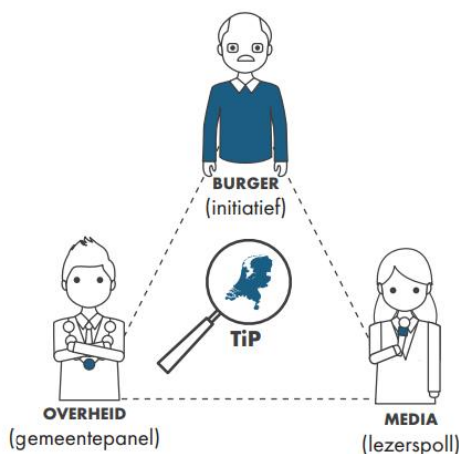 BURGER
(initiatief)
TiP
OVERHEID
(gemeentepanel)
MEDIA
(lezerspoll)